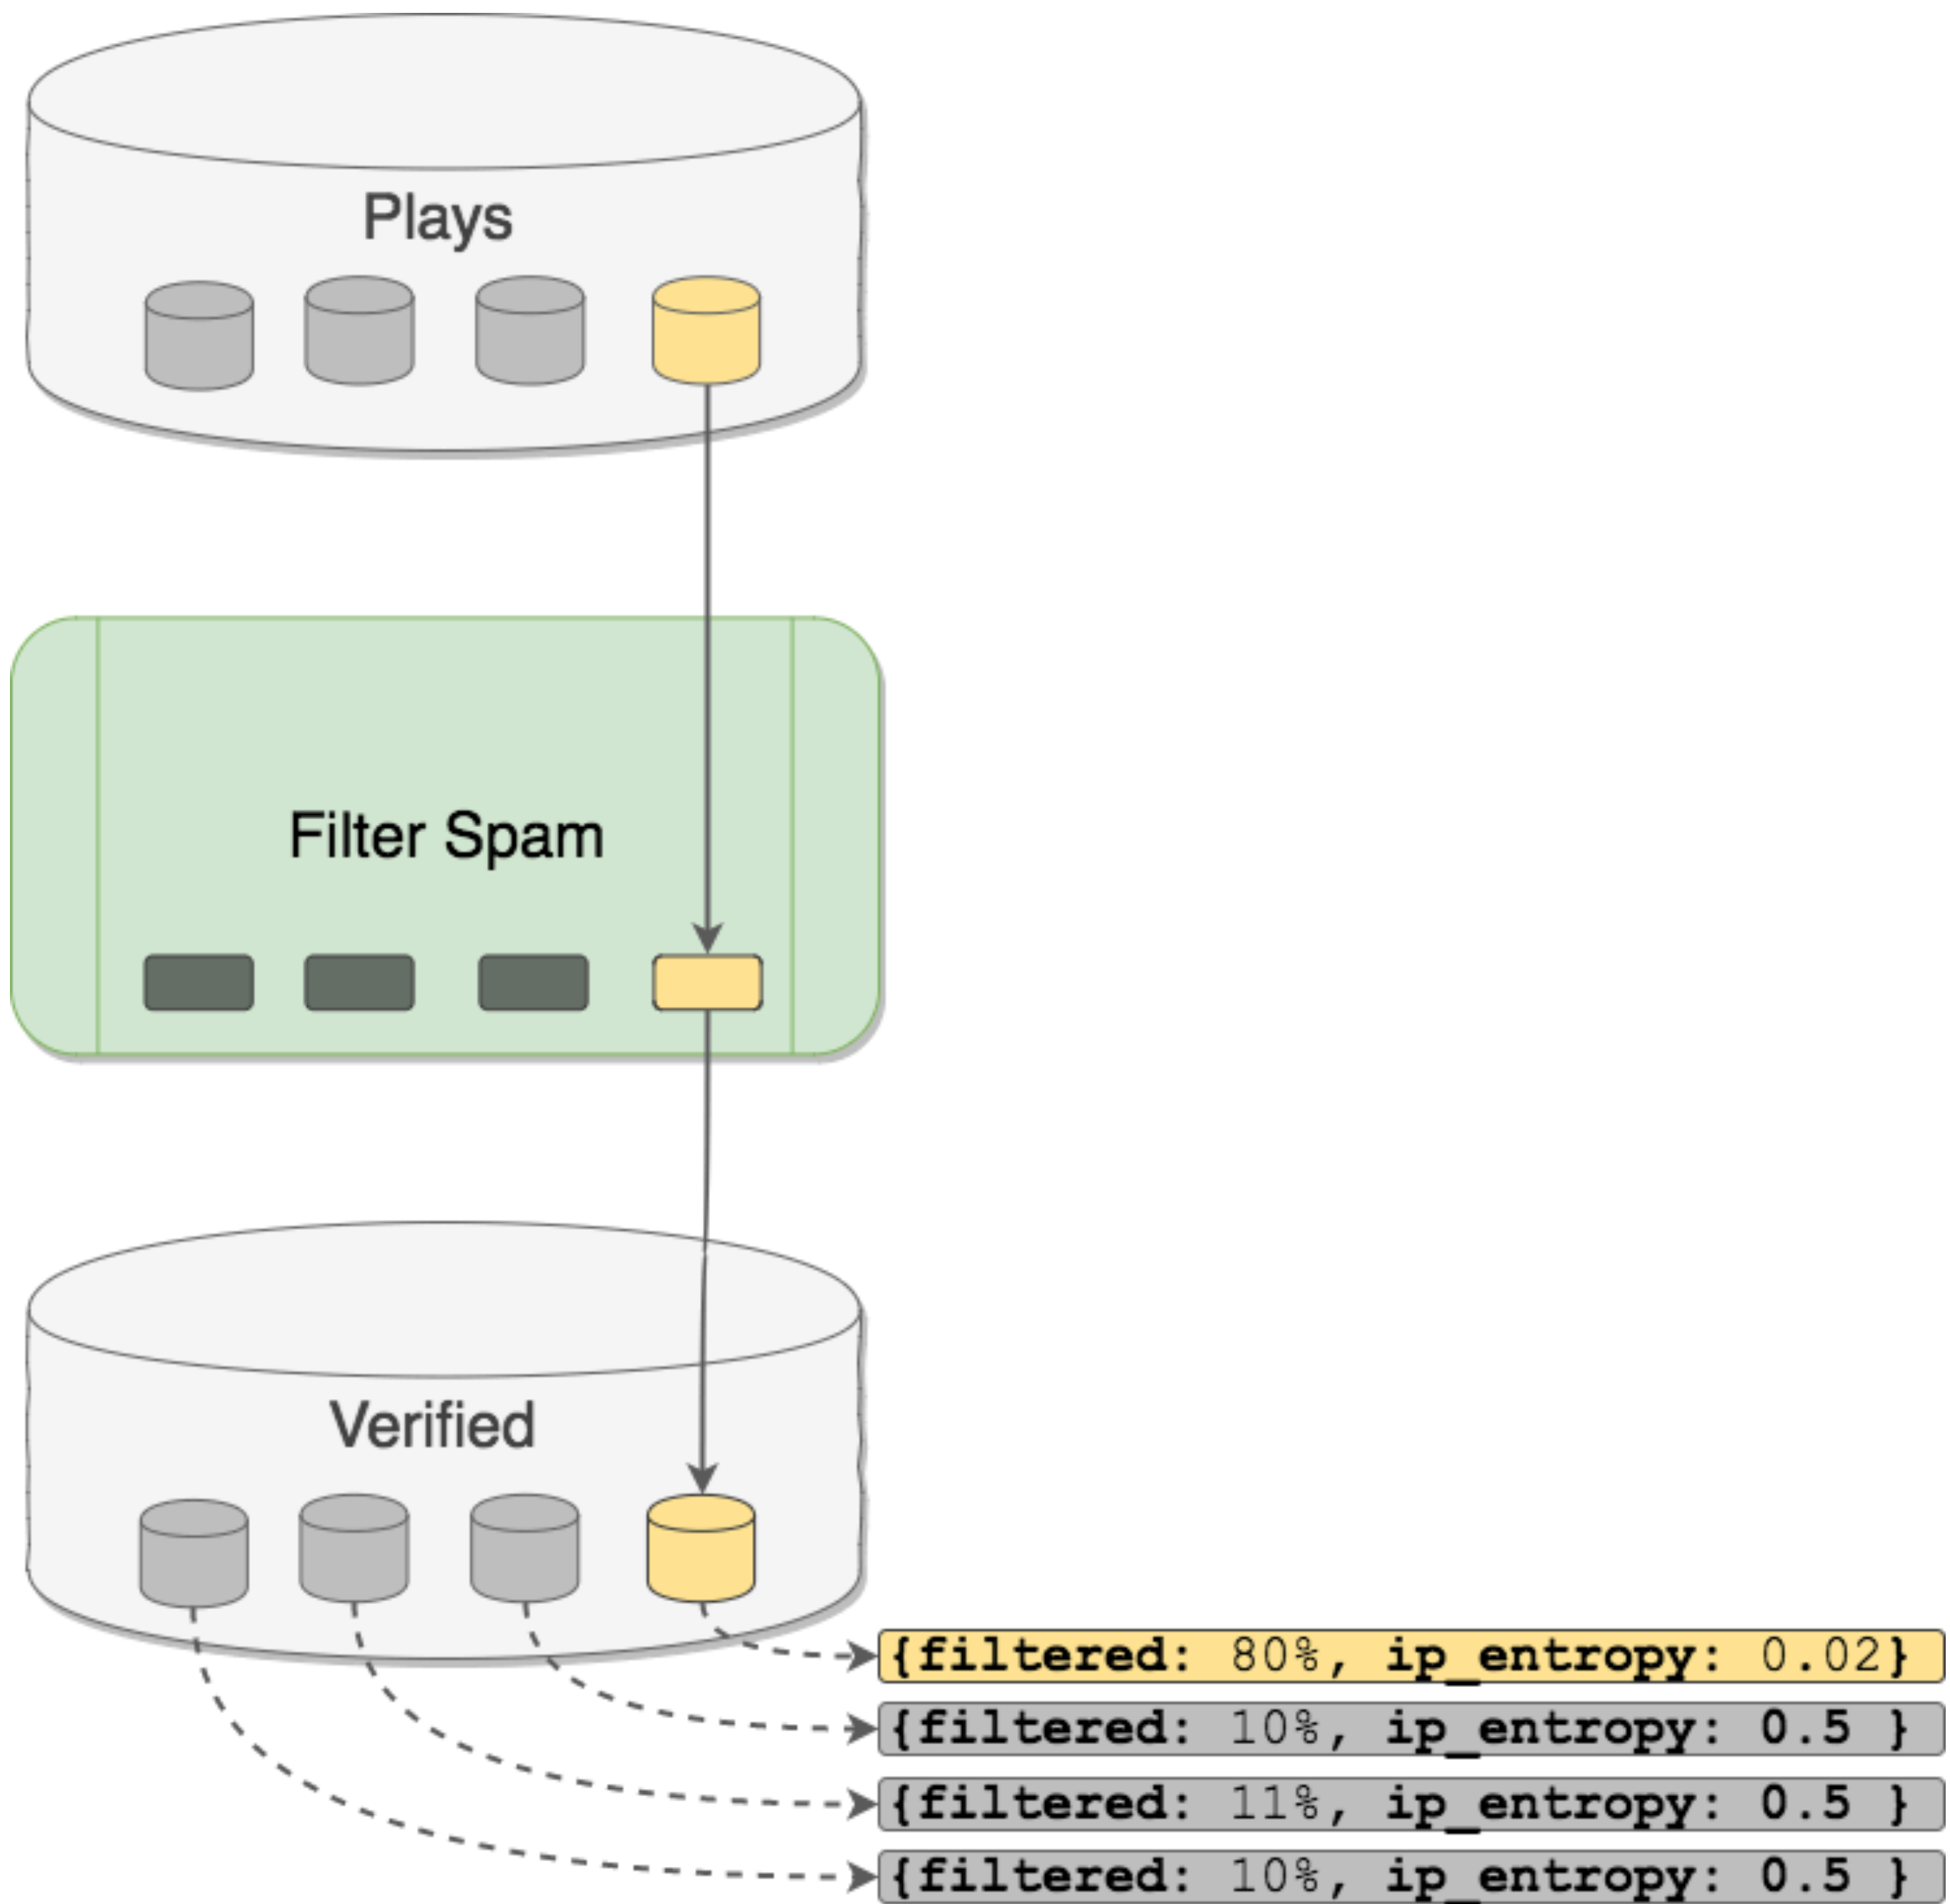 Plays
Filter Spam
Verified
{filtered: 80%, ip_entropy: 0.02}
{filtered: 10%, ip_entropy: 0.5 }
{filtered: 11%, ip_entropy: 0.5 }
{filtered: 10%, ip_entropy: 0.5 }